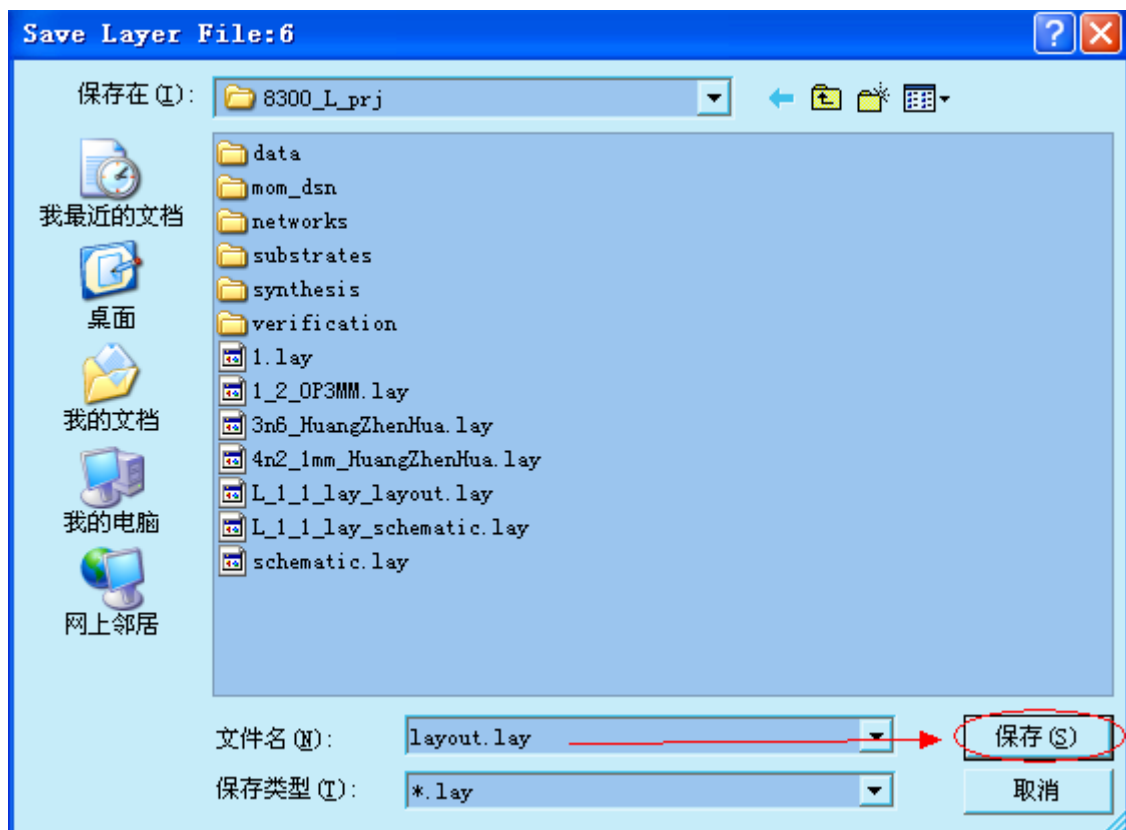 Save Layer File:6
保存在(I):
8300_L_prj
我最近的文档
桌面
我的文档
我的电脑
网上邻居
data
mom_dsn
networks
substrates
synthesis
verification
1.lay
1_2_OP3MM.lay
3n6_HuangZhenHua.lay
4n2_1mm_HuangZhenHua.lay
L_1_1_lay_layout.lay
L_1_1_lay_schematic.lay
schematic.lay
文件名(N):
layout.lay
保存(S)
保存类型(T):
*.lay
取消